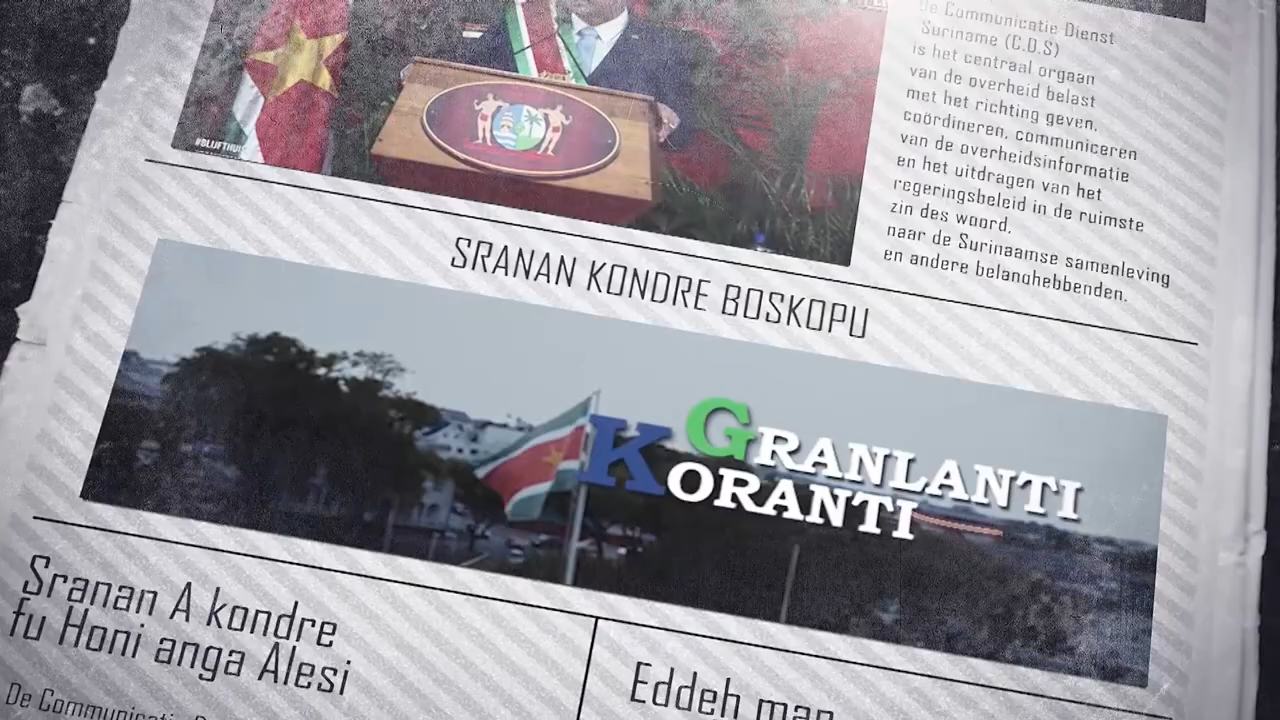 De Communicatie Dienst
Suriname (C.D.S)
is het centraal orgaan
van de overheid belast
met het richting geven,
coördineren, communiceren
van de overheidsinformatie
en het uitdragen van het
regeringsbeleid in de ruimste
zin des woord,
naar de Surinaamse samenleving
en andere belanghebbenden.
SRANAN KONDRE BOSKOPU
GRANLANTI
KORANTI
Sranan A kondre
fu Honi anga Alesi
Eddeh man